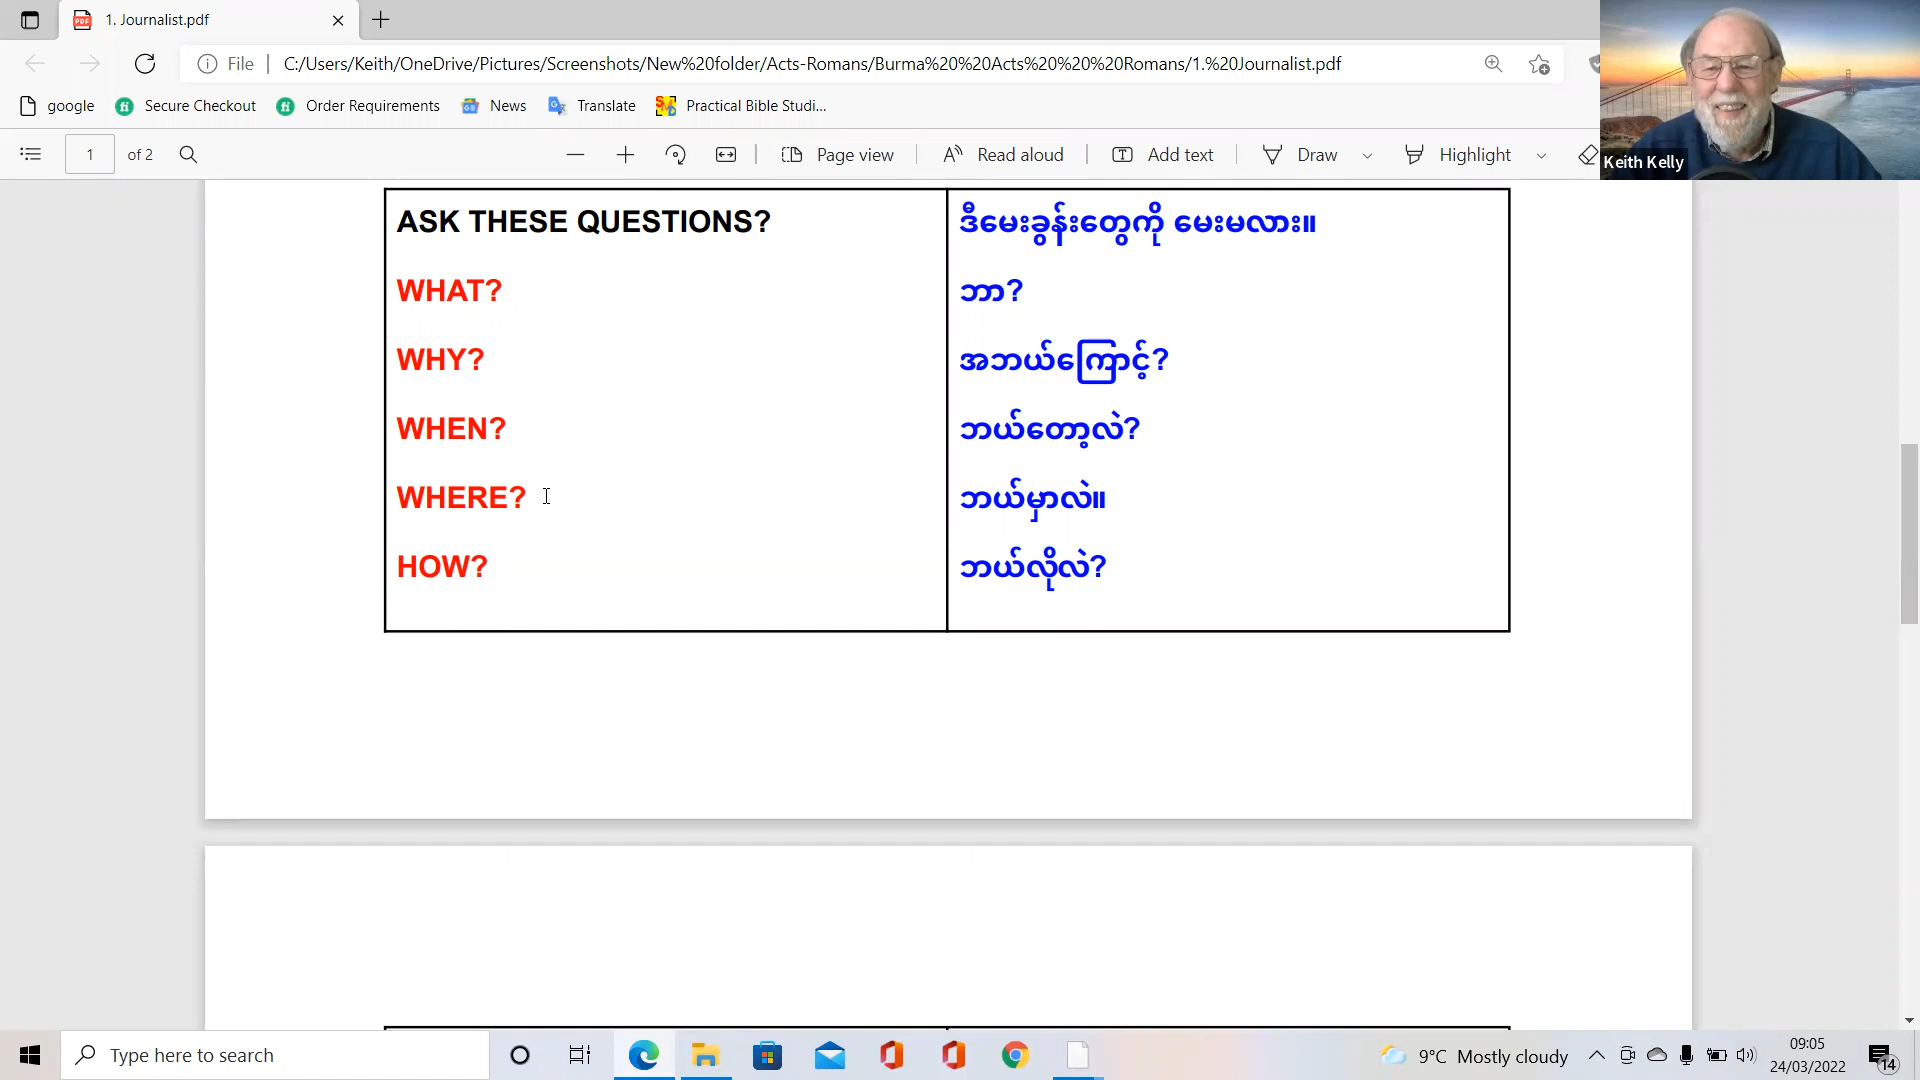 1. Journalist.pdf
File C:/Users/Keith/OneDrive/Pictures/Screenshots/New%20folder/Acts-Romans/Burma%20%20Acts%20%20%20Romans/1.%20Journalist.pdf
google Secure Checkout Order Requirements News Translate Practical Bible Studi...
1 of 2 Page view Read aloud Add text Draw Highlight
Keith Kelly
ASK THESE QUESTIONS? ဒီမေးခွန်းတွေကို မေးမလား။
WHAT? ဘာ?
WHY? အဘယ်ကြောင့်?
WHEN? ဘယ်တော့လဲ?
WHERE? ဘယ်မှာလဲ။
HOW? ဘယ်လိုလဲ?
Type here to search
9°C Mostly cloudy
09:05
24/03/2022
14